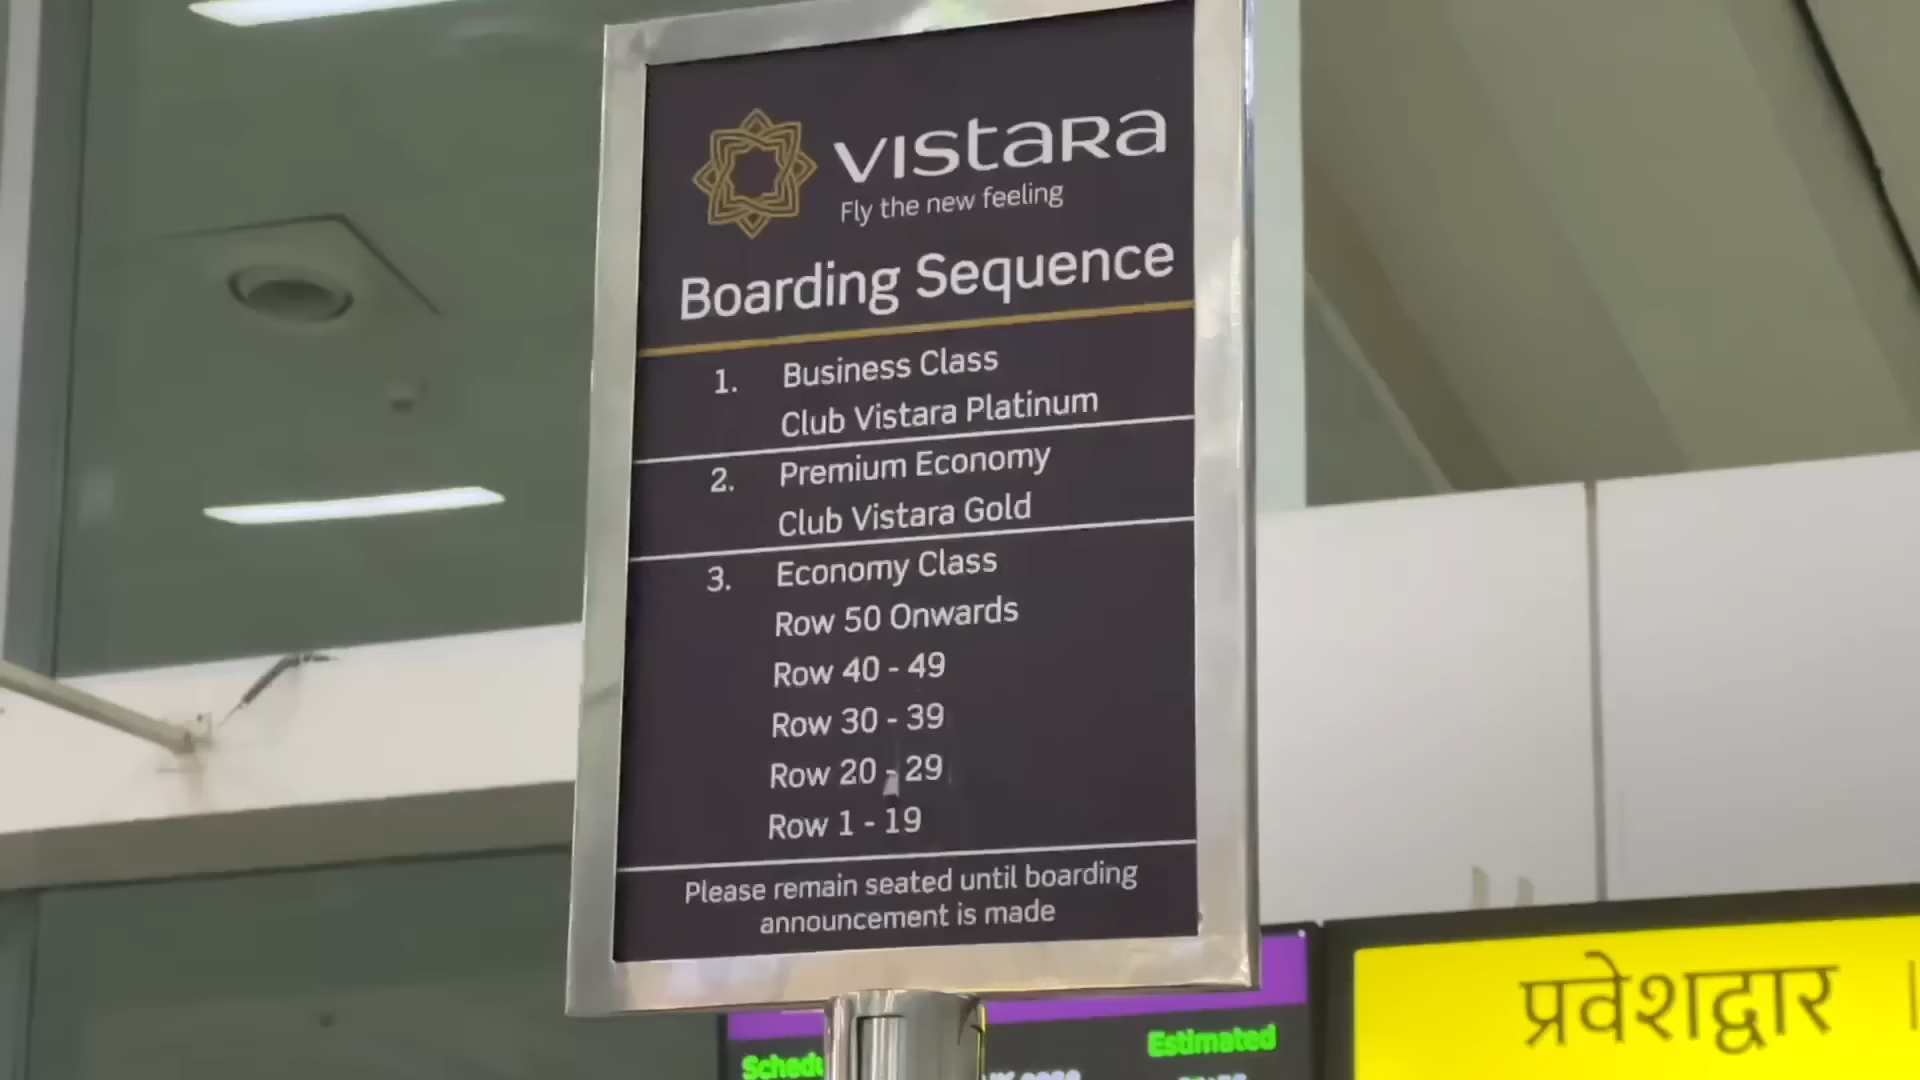 VISTARA
Fly the new feeling
Boarding Sequence
1. Business Class
Club Vistara Platinum
2. Premium Economy
Club Vistara Gold
3. Economy Class
Row 50 Onwards
Row 40 - 49
Row 30 - 39
Row 20 - 29
Row 1 - 19
Please remain seated until boarding
announcement is made
Estimated
प्रवेशद्वार